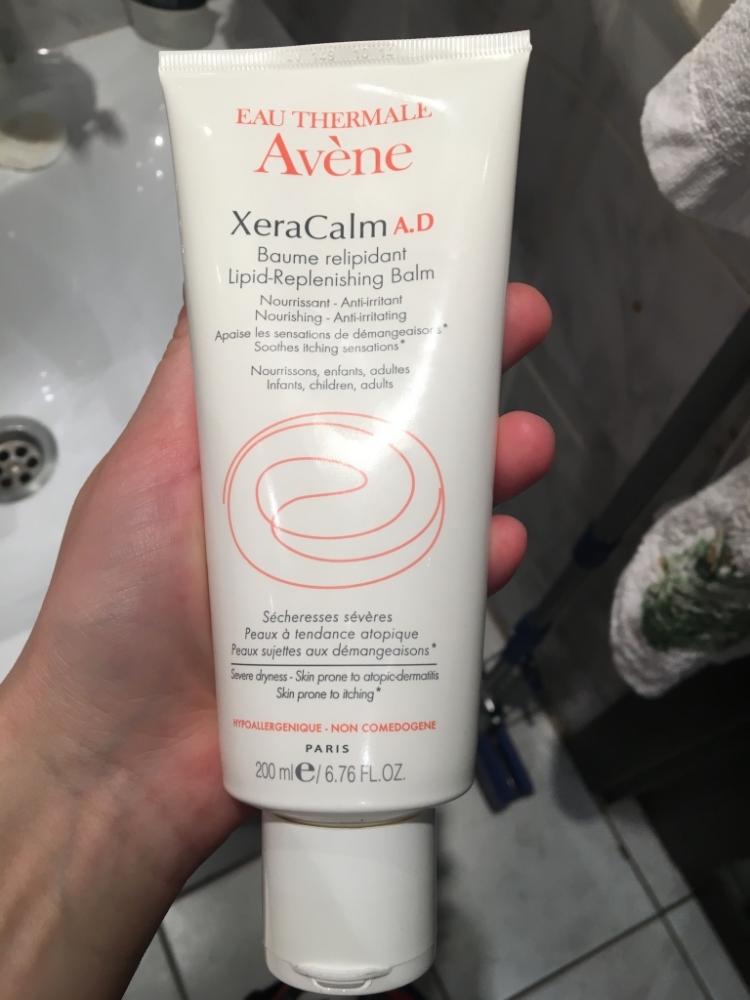 EAU THERMALE
Avène
XeraCalm A.D
Baume relipidant
Lipid-Replenishing Balm
Nourrissant - Anti-irritant
Nourishing - Anti-irritating
Apaise les sensations de démangeaisons*
Soothes itching sensations*
Nourrissons, enfants, adultes
Infants, children, adults
Sécheresses sévères
Peaux à tendance atopique
Peaux sujettes aux démangeaisons*
Severe dryness - Skin prone to atopic-dermatitis
Skin prone to itching*
HYPOALLERGENIQUE - NON COMEDOGENE
PARIS
200 ml e / 6.76 FL.OZ.